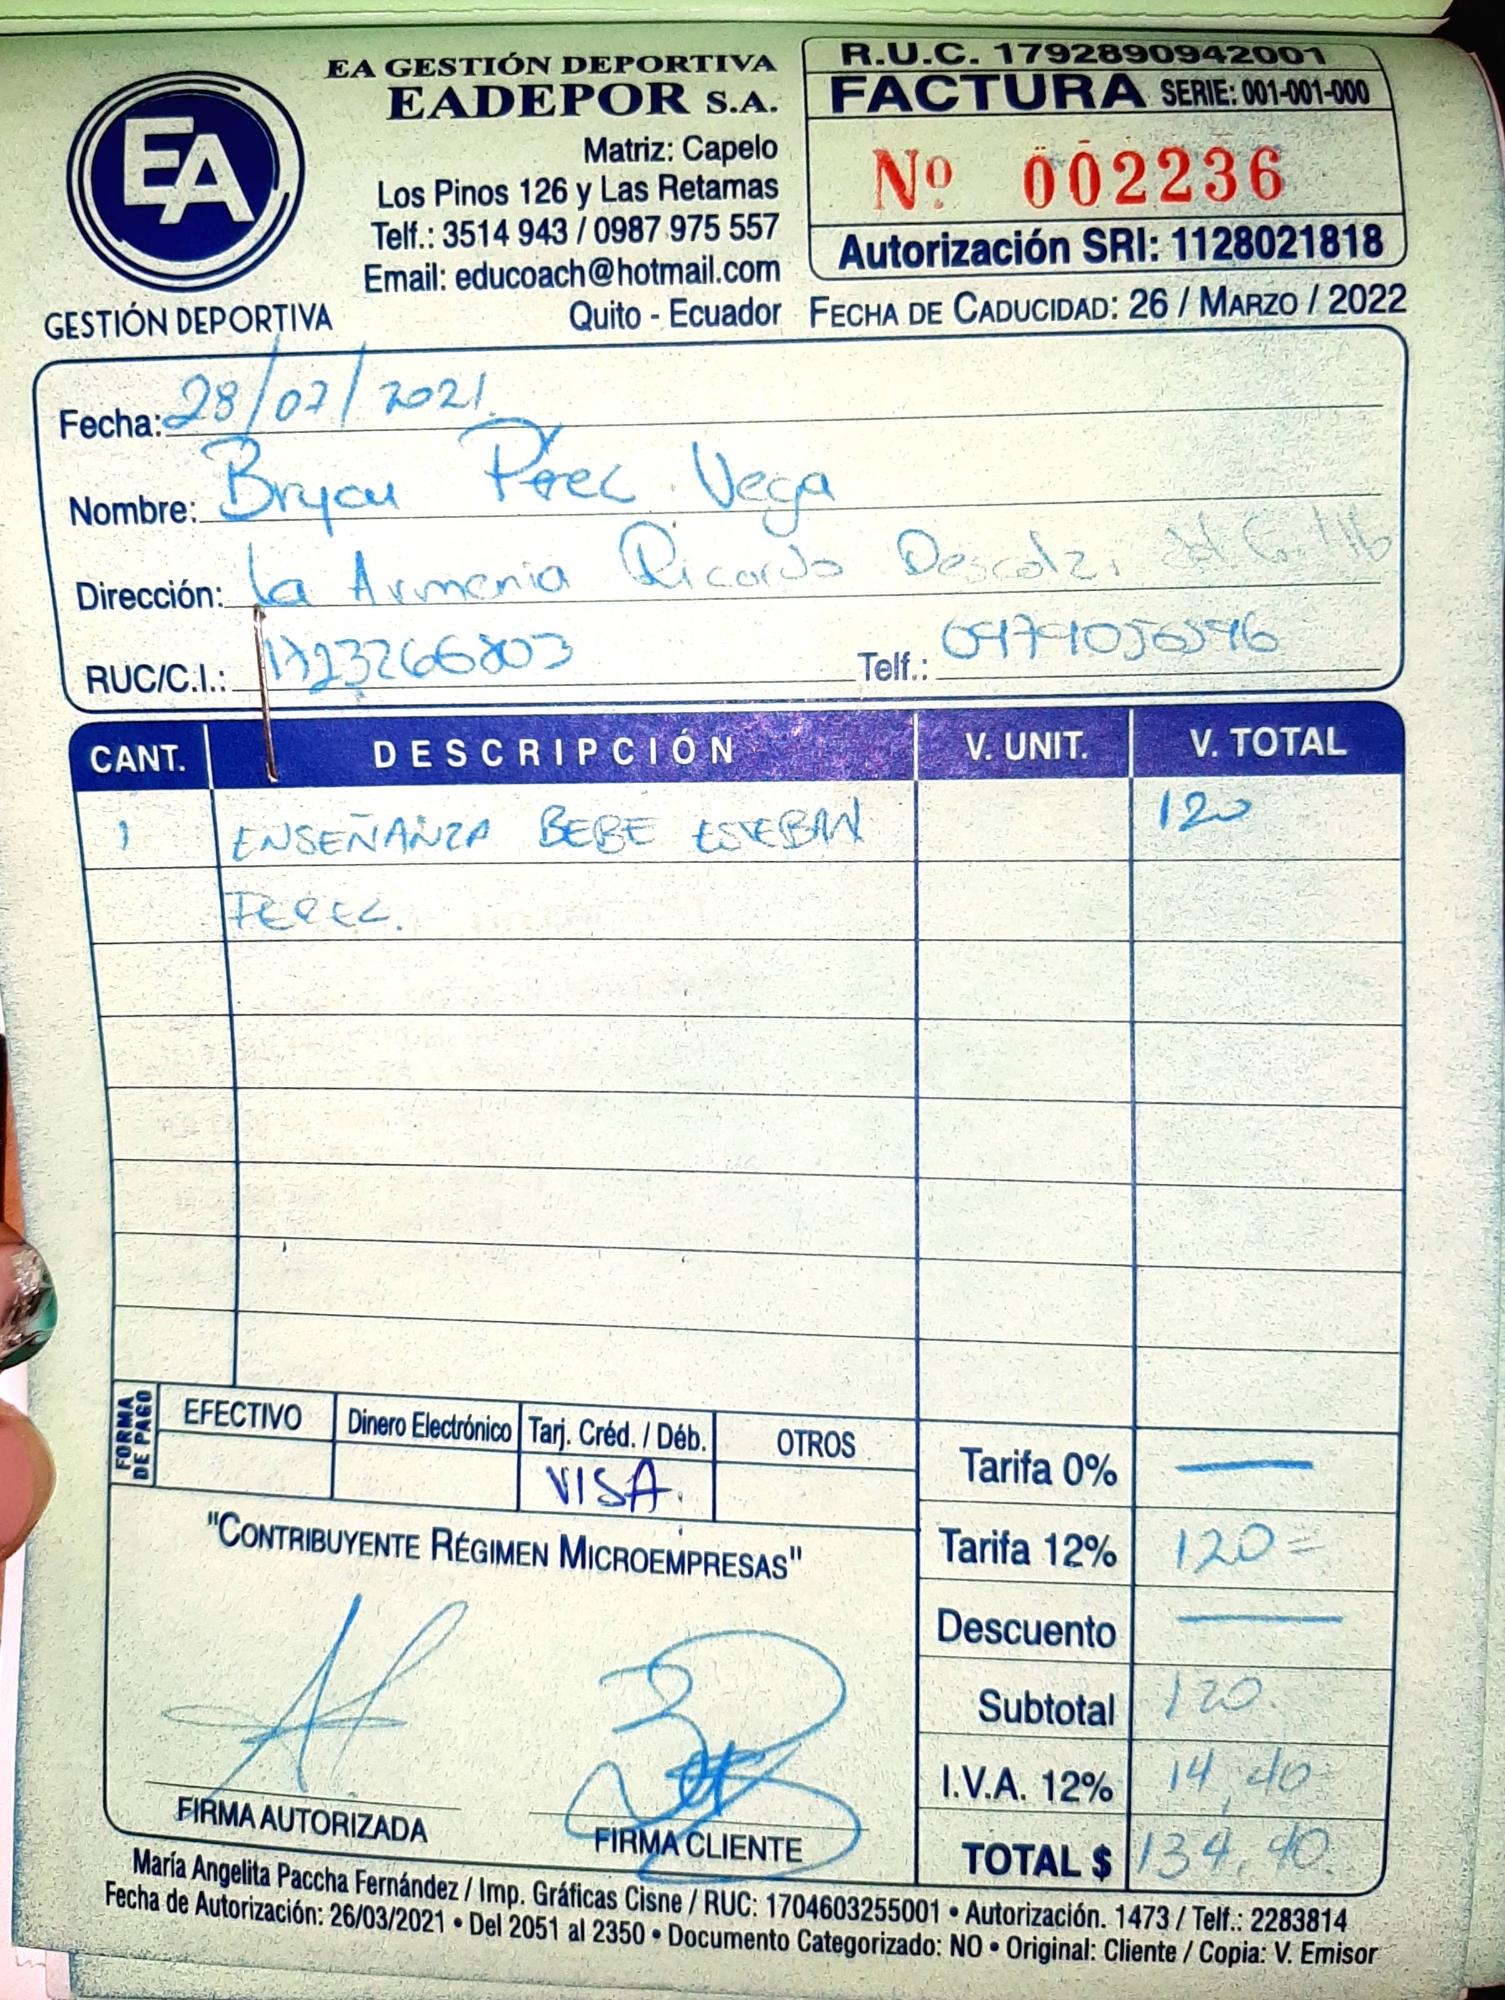 EA
GESTIÓN DEPORTIVA
EA GESTIÓN DEPORTIVA
EADEPOR S.A.
Matriz: Capelo
Los Pinos 126 y Las Retamas
Telf.: 3514 943 / 0987 975 557
Email: educoach@hotmail.com
Quito - Ecuador
R.U.C. 1792890942001
FACTURA SERIE: 001-001-000
Nº 002236
Autorización SRI: 1128021818
FECHA DE CADUCIDAD: 26 / MARZO / 2022
Fecha: 28/07/2021
Nombre: Bryan Pérez Vega
Dirección: La Armenia Ricardo Descalzi
RUC/C.I.: 1723266803 Telf.:
CANT. DESCRIPCIÓN V. UNIT. V. TOTAL
1 ENSEÑANZA BEBE ESTEBAN 120
PEREZ.
FORMA DE PAGO
EFECTIVO Dinero Electrónico Tarj. Créd. / Déb. OTROS
VISA.
"CONTRIBUYENTE RÉGIMEN MICROEMPRESAS"
Tarifa 0% —
Tarifa 12% 120=
Descuento —
Subtotal 120.
I.V.A. 12% 14,40
TOTAL $ 134,40.
FIRMA AUTORIZADA FIRMA CLIENTE
María Angelita Paccha Fernández / Imp. Gráficas Cisne / RUC: 1704603255001 • Autorización. 1473 / Telf.: 2283814
Fecha de Autorización: 26/03/2021 • Del 2051 al 2350 • Documento Categorizado: NO • Original: Cliente / Copia: V. Emisor